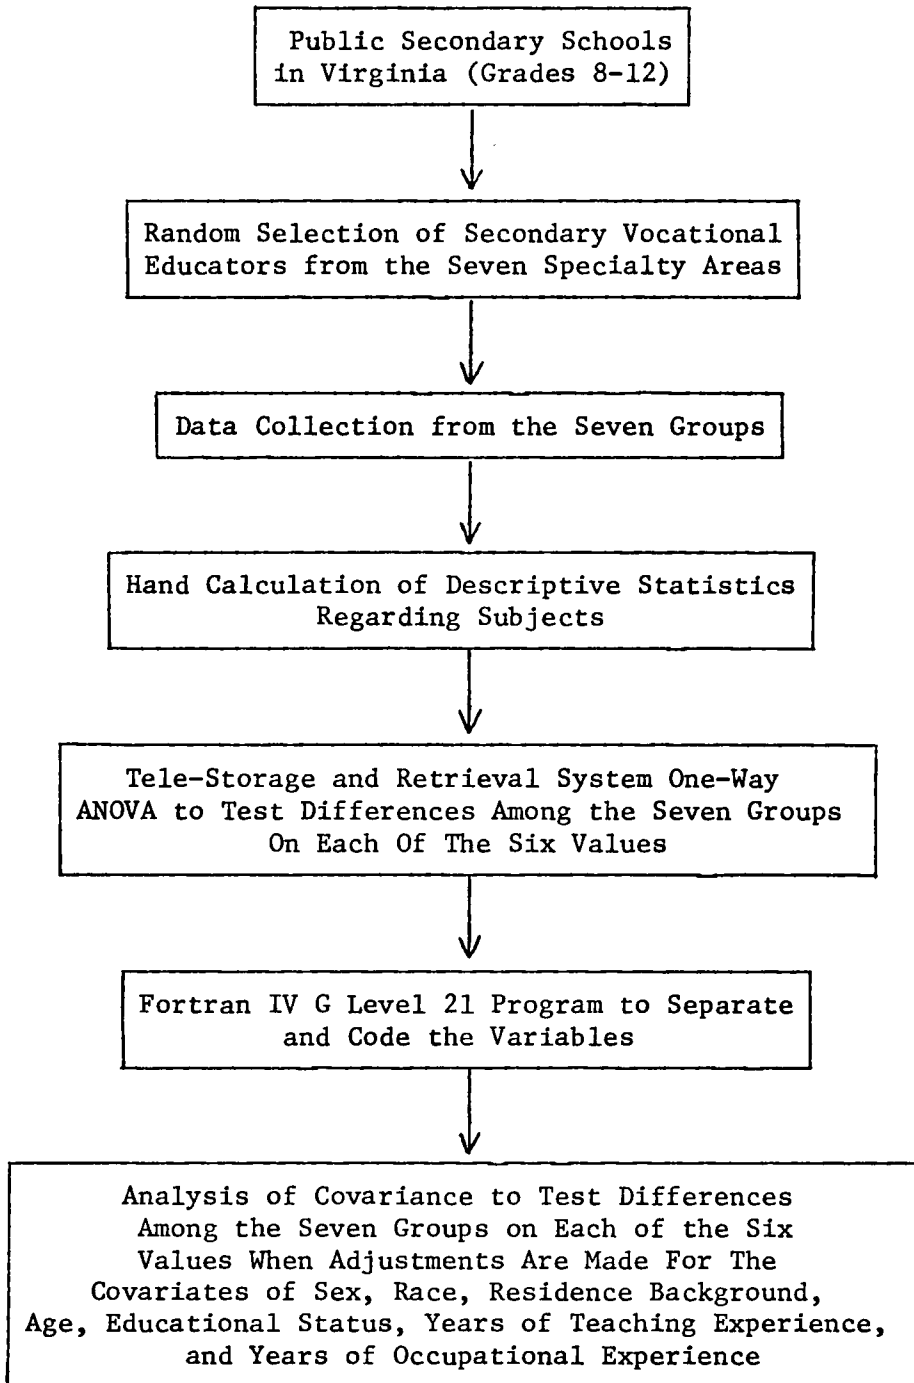 Public Secondary Schools
in Virginia (Grades 8-12)
Random Selection of Secondary Vocational
Educators from the Seven Specialty Areas
Data Collection from the Seven Groups
Hand Calculation of Descriptive Statistics
Regarding Subjects
Tele-Storage and Retrieval System One-Way
ANOVA to Test Differences Among the Seven Groups
On Each Of The Six Values
Fortran IV G Level 21 Program to Separate
and Code the Variables
Analysis of Covariance to Test Differences
Among the Seven Groups on Each of the Six
Values When Adjustments Are Made For The
Covariates of Sex, Race, Residence Background,
Age, Educational Status, Years of Teaching Experience,
and Years of Occupational Experience